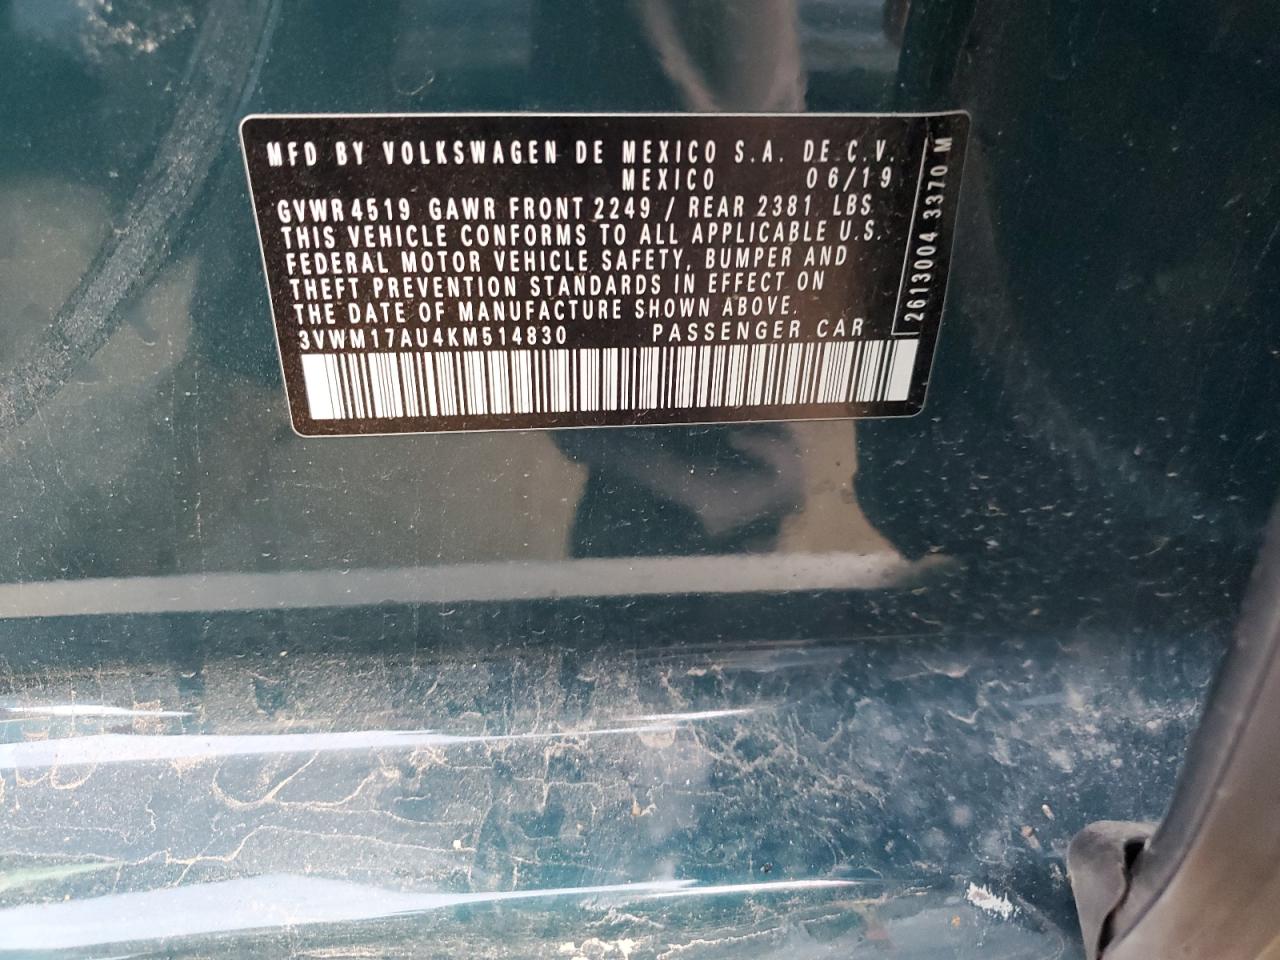 MFD BY VOLKSWAGEN DE MEXICO S.A. DE C.V.
MEXICO 06/19
GVWR 4519 GAWR FRONT 2249 / REAR 2381 LBS
THIS VEHICLE CONFORMS TO ALL APPLICABLE U.S.
FEDERAL MOTOR VEHICLE SAFETY, BUMPER AND
THEFT PREVENTION STANDARDS IN EFFECT ON
THE DATE OF MANUFACTURE SHOWN ABOVE.
3VWM17AU4KM514830 PASSENGER CAR
2613004 3370 M